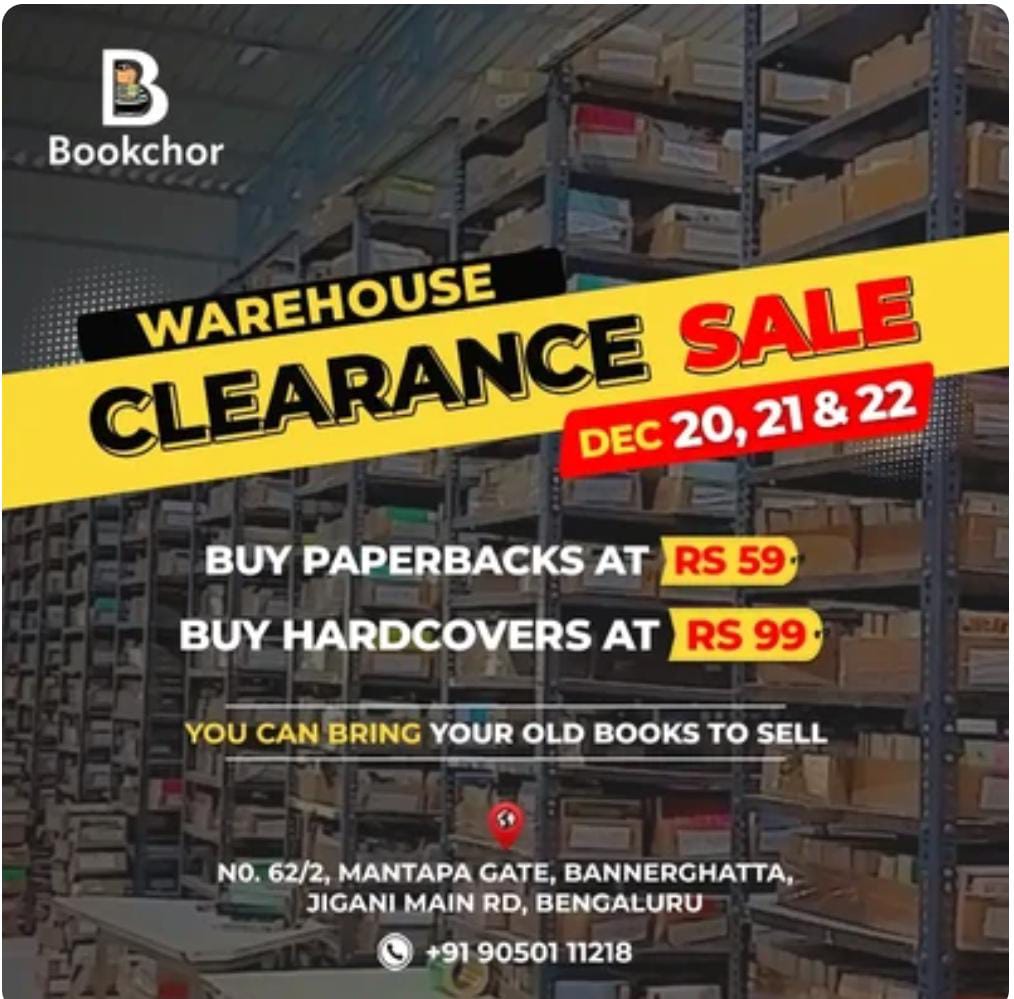 B
Bookchor
WAREHOUSE
CLEARANCE SALE
DEC 20, 21 & 22
BUY PAPERBACKS AT RS 59
BUY HARDCOVERS AT RS 99
YOU CAN BRING YOUR OLD BOOKS TO SELL
N0. 62/2, MANTAPA GATE, BANNERGHATTA,
JIGANI MAIN RD, BENGALURU
+91 90501 11218